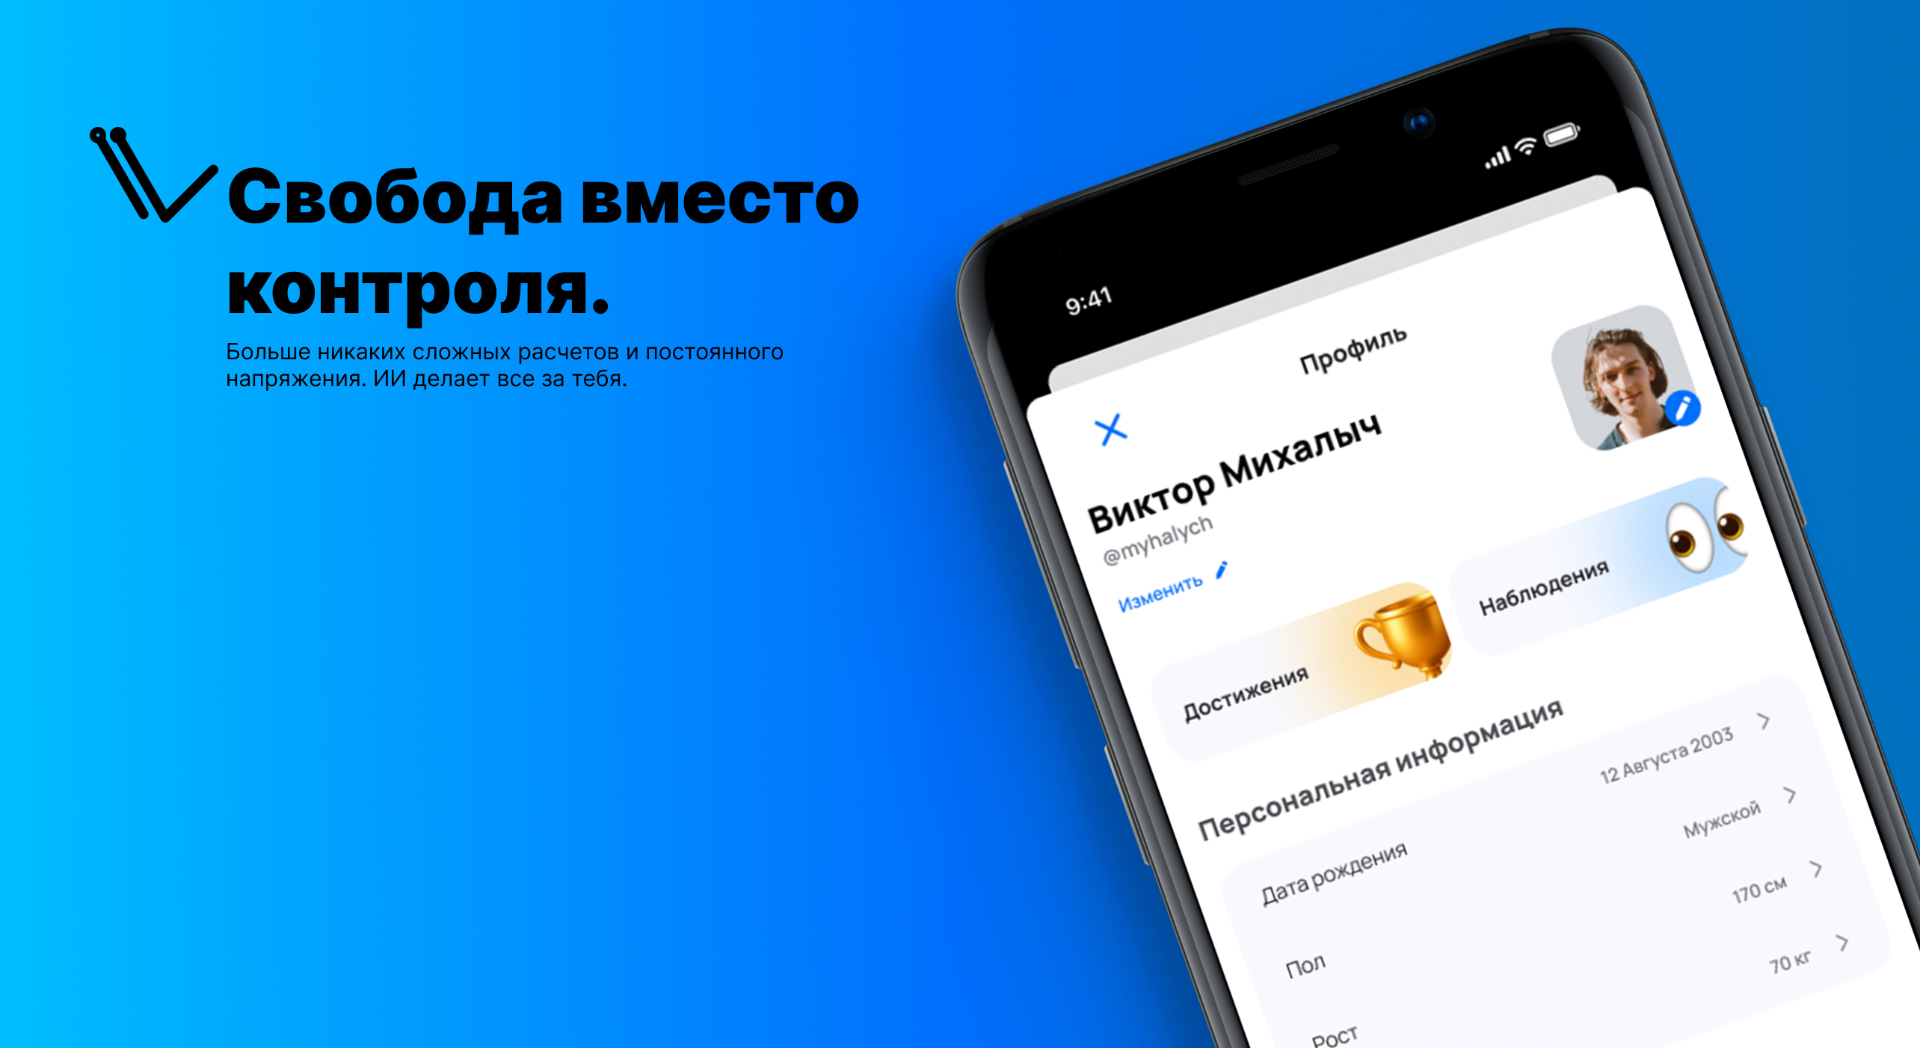 Свобода вместо
контроля.
Больше никаких сложных расчетов и постоянного
напряжения. ИИ делает все за тебя.
9:41
Профиль
Виктор Михалыч
@myhalych
Изменить
Достижения
Наблюдения
Персональная информация
Дата рождения 12 Августа 2003
Пол Мужской
Рост 170 см
70 кг